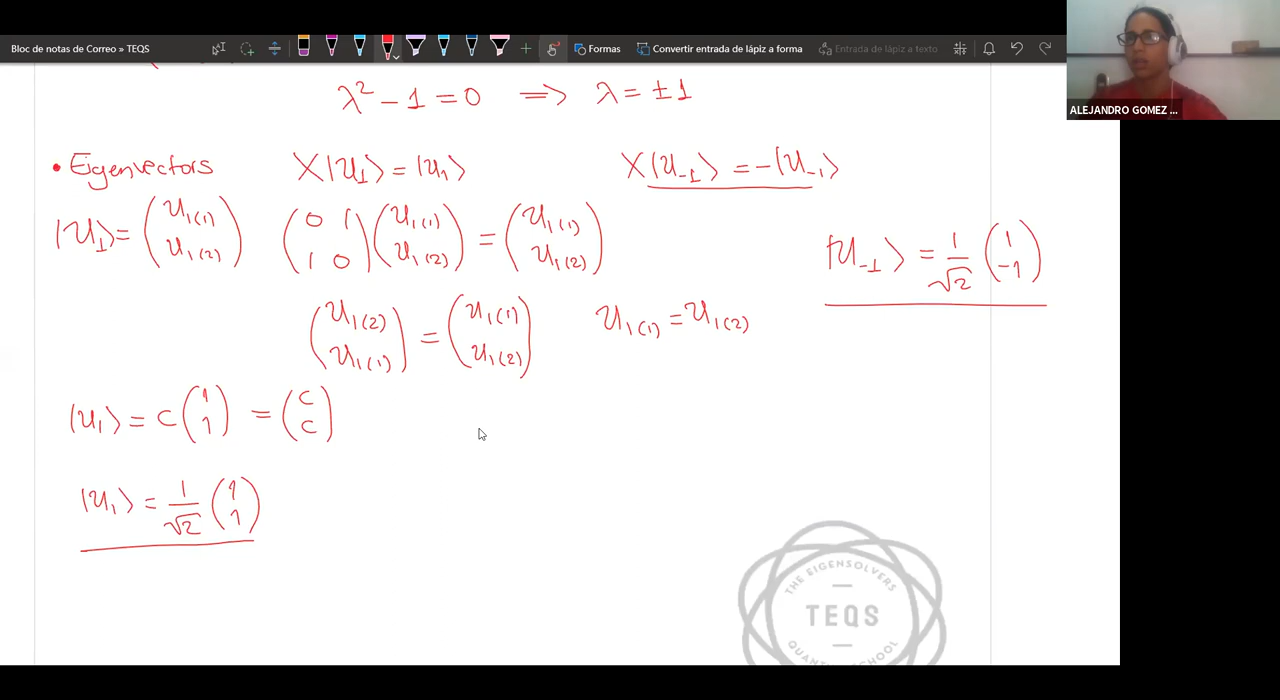 Bloc de notas de Correo » TEQS
Formas
Convertir entrada de lápiz a forma
Entrada de lápiz a texto
ALEJANDRO GOMEZ ...
λ² − 1 = 0 ⟹ λ = ±1
• Eigenvectors X|u₁⟩ = |u₁⟩ X|u₋₁⟩ = −|u₋₁⟩
|u₁⟩ = (u₁₍₁₎ u₁₍₂₎) (0 1 1 0)(u₁₍₁₎ u₁₍₂₎) = (u₁₍₁₎ u₁₍₂₎)
|u₋₁⟩ = 1/√2 (1 −1)
(u₁₍₂₎ u₁₍₁₎) = (u₁₍₁₎ u₁₍₂₎) u₁₍₁₎ = u₁₍₂₎
|u₁⟩ = c (1 1) = (c c)
|u₁⟩ = 1/√2 (1 1)
THE EIGENSOLVERS
TEQS